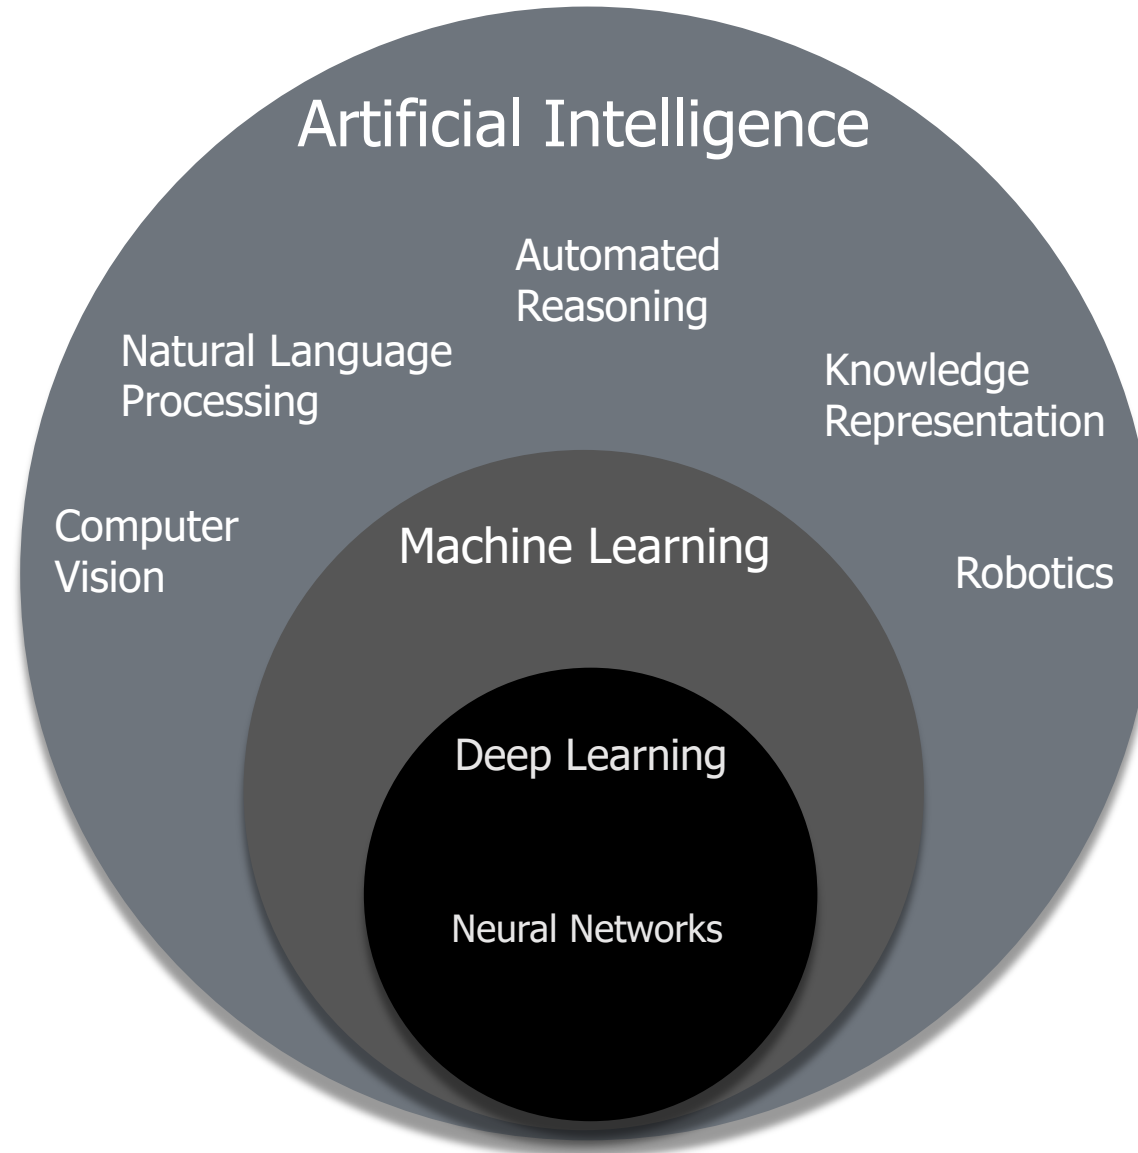 Artificial Intelligence
Automated
Reasoning
Natural Language
Processing
Knowledge
Representation
Computer
Vision
Machine Learning
Robotics
Deep Learning
Neural Networks